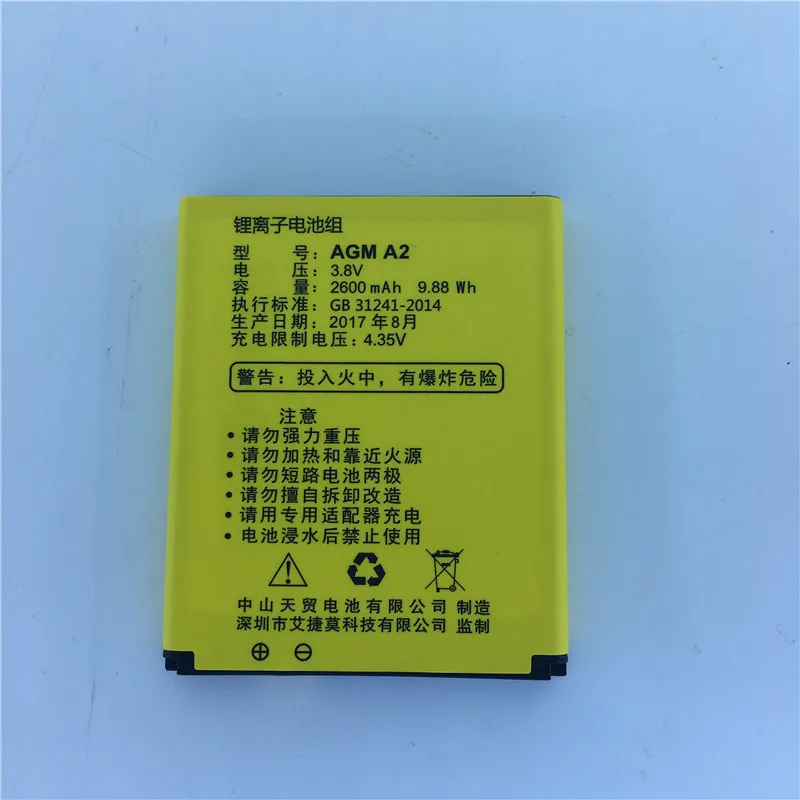 锂离子电池组
型 号: AGM A2
电 压: 3.8V
容 量: 2600 mAh 9.88 Wh
执行标准: GB 31241-2014
生产日期: 2017 年8月
充电限制电压: 4.35V
警告: 投入火中, 有爆炸危险
注意
• 请勿强力重压
• 请勿加热和靠近火源
• 请勿短路电池两极
• 请勿擅自拆卸改造
• 请用专用适配器充电
• 电池浸水后禁止使用
中山天贸电池有限公司 制造
深圳市艾捷莫科技有限公司 监制
⊕ ⊖